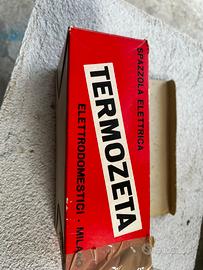 SPAZZOLA ELETTRICA
TERMOZETA
ELETTRODOMESTICI - MILA